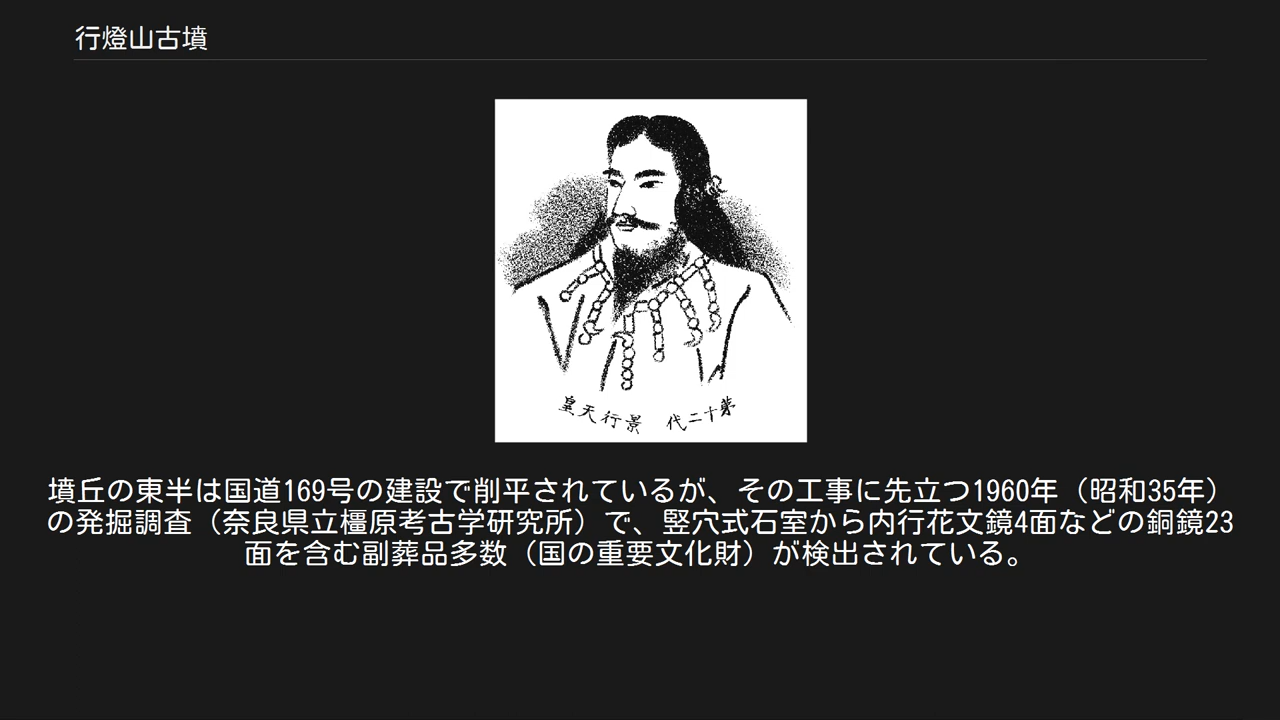 行燈山古墳
皇天行景 代二十第
墳丘の東半は国道169号の建設で削平されているが、その工事に先立つ1960年（昭和35年）
の発掘調査（奈良県立橿原考古学研究所）で、竪穴式石室から内行花文鏡4面などの銅鏡23
面を含む副葬品多数（国の重要文化財）が検出されている。